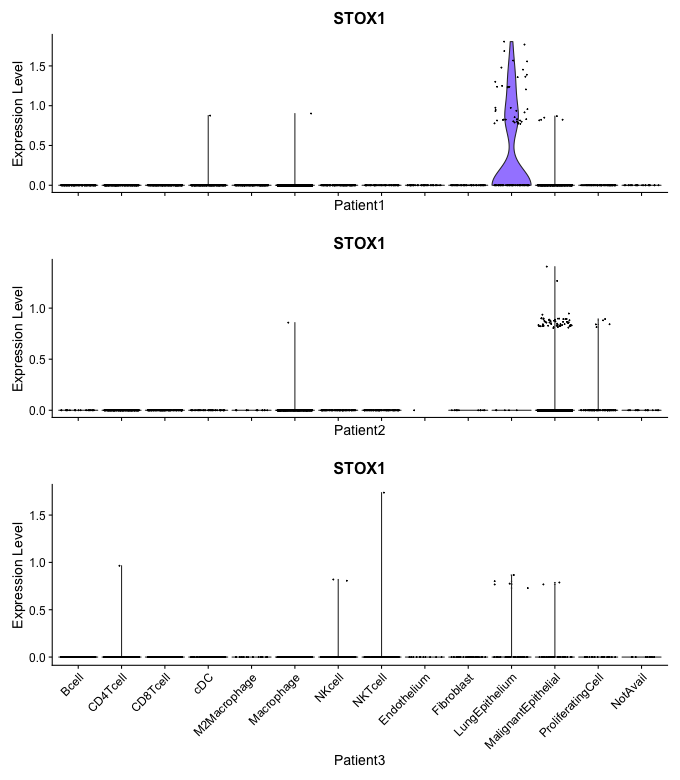 STOX1
Expression Level
1.5
1.0
0.5
0.0
Patient1
STOX1
Expression Level
1.0
0.5
0.0
Patient2
STOX1
Expression Level
1.5
1.0
0.5
0.0
Bcell
CD4Tcell
CD8Tcell
cDC
M2Macrophage
Macrophage
NKcell
NKTcell
Endothelium
Fibroblast
LungEpithelium
MalignantEpithelial
ProliferatingCell
NotAvail
Patient3